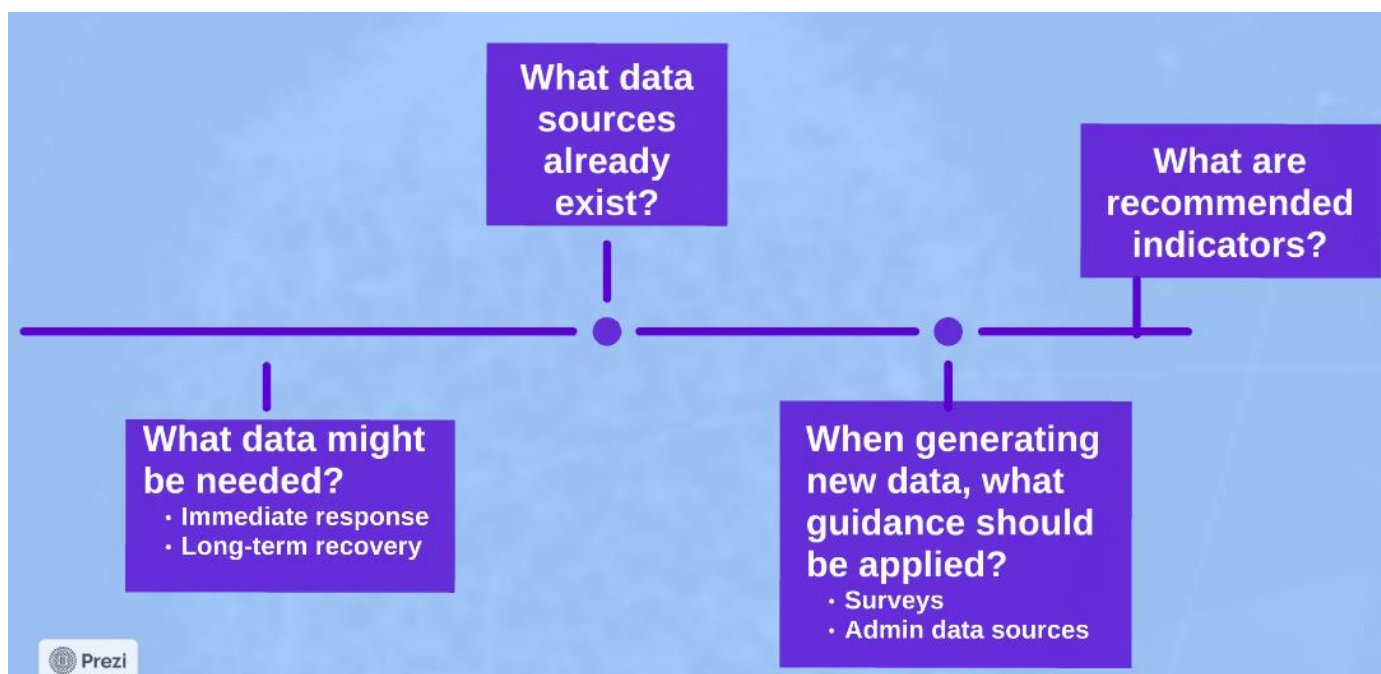 What data
sources
already
exist?
What are
recommended
indicators?
What data might
be needed?
• Immediate response
• Long-term recovery
When generating
new data, what
guidance should
be applied?
• Surveys
• Admin data sources
Prezi